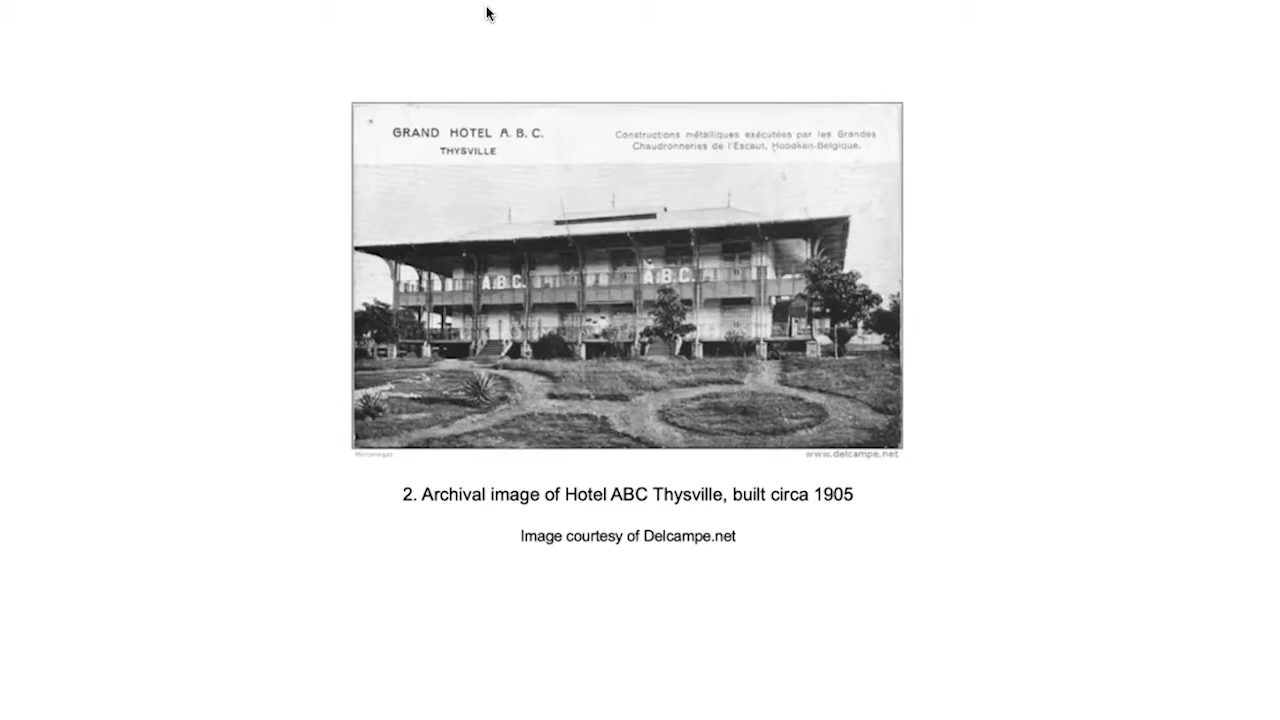 GRAND HOTEL A. B. C.
THYSVILLE
Constructions métalliques exécutées par les Grandes
Chaudronneries de l'Escaut. Hoboken-Belgique.
A.B.C.
A.B.C.
www.delcampe.net
2. Archival image of Hotel ABC Thysville, built circa 1905
Image courtesy of Delcampe.net